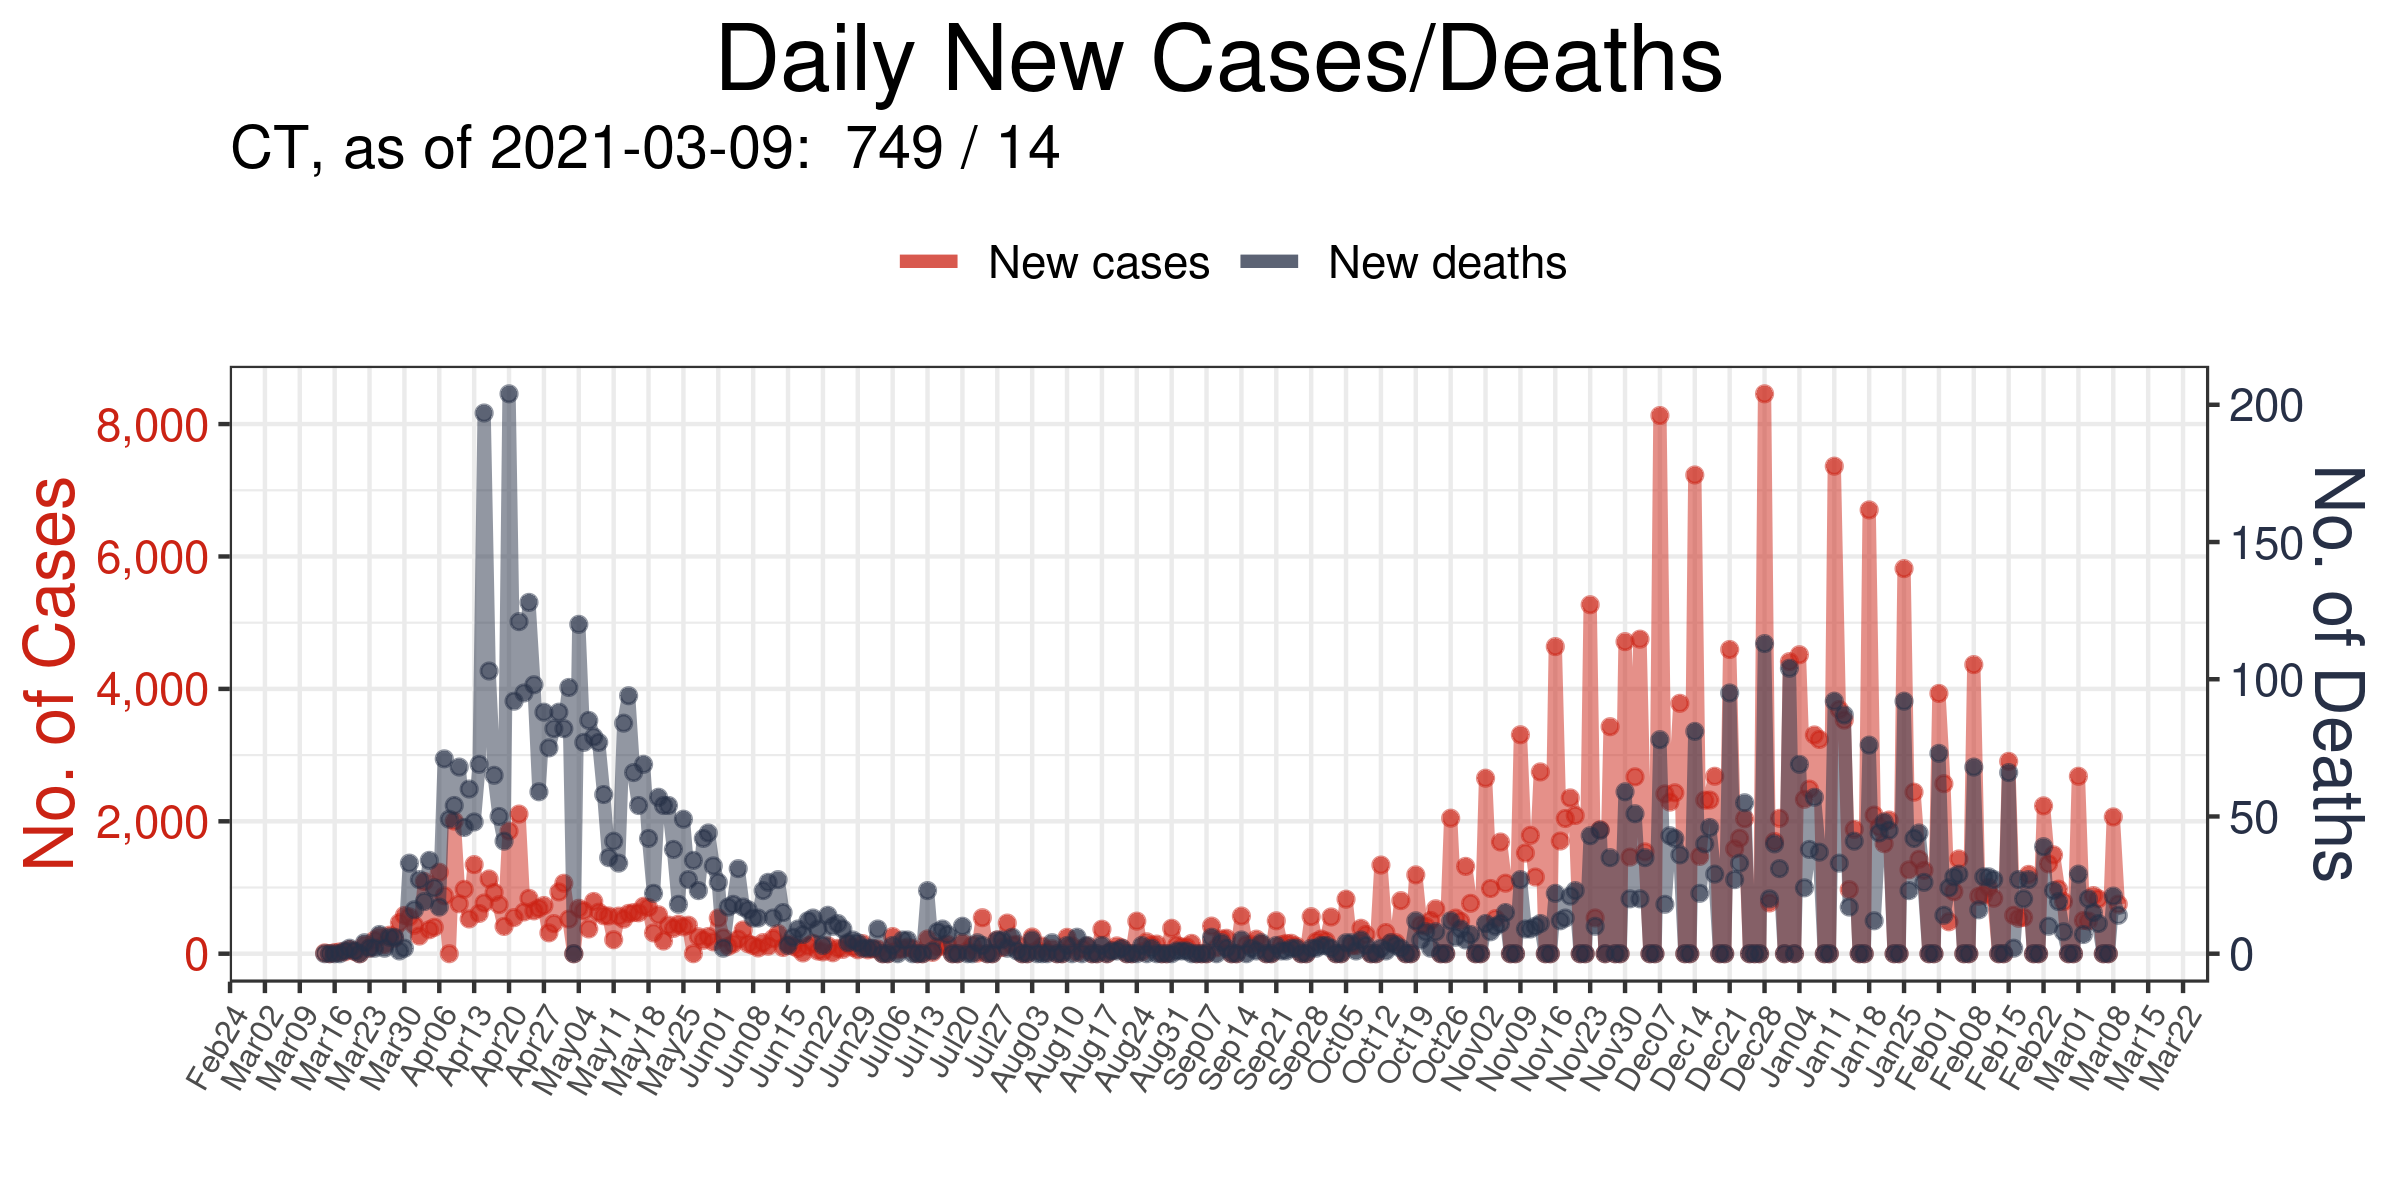 Daily New Cases/Deaths
CT, as of 2021-03-09:  749 / 14
New cases New deaths
No. of Cases
8,000
6,000
4,000
2,000
0
200
150
100
50
0
No. of Deaths
Feb24 Mar02 Mar09 Mar16 Mar23 Mar30 Apr06 Apr13 Apr20 Apr27 May04 May11 May18 May25 Jun01 Jun08 Jun15 Jun22 Jun29 Jul06 Jul13 Jul20 Jul27 Aug03 Aug10 Aug17 Aug24 Aug31 Sep07 Sep14 Sep21 Sep28 Oct05 Oct12 Oct19 Oct26 Nov02 Nov09 Nov16 Nov23 Nov30 Dec07 Dec14 Dec21 Dec28 Jan04 Jan11 Jan18 Jan25 Feb01 Feb08 Feb15 Feb22 Mar01 Mar08 Mar15 Mar22